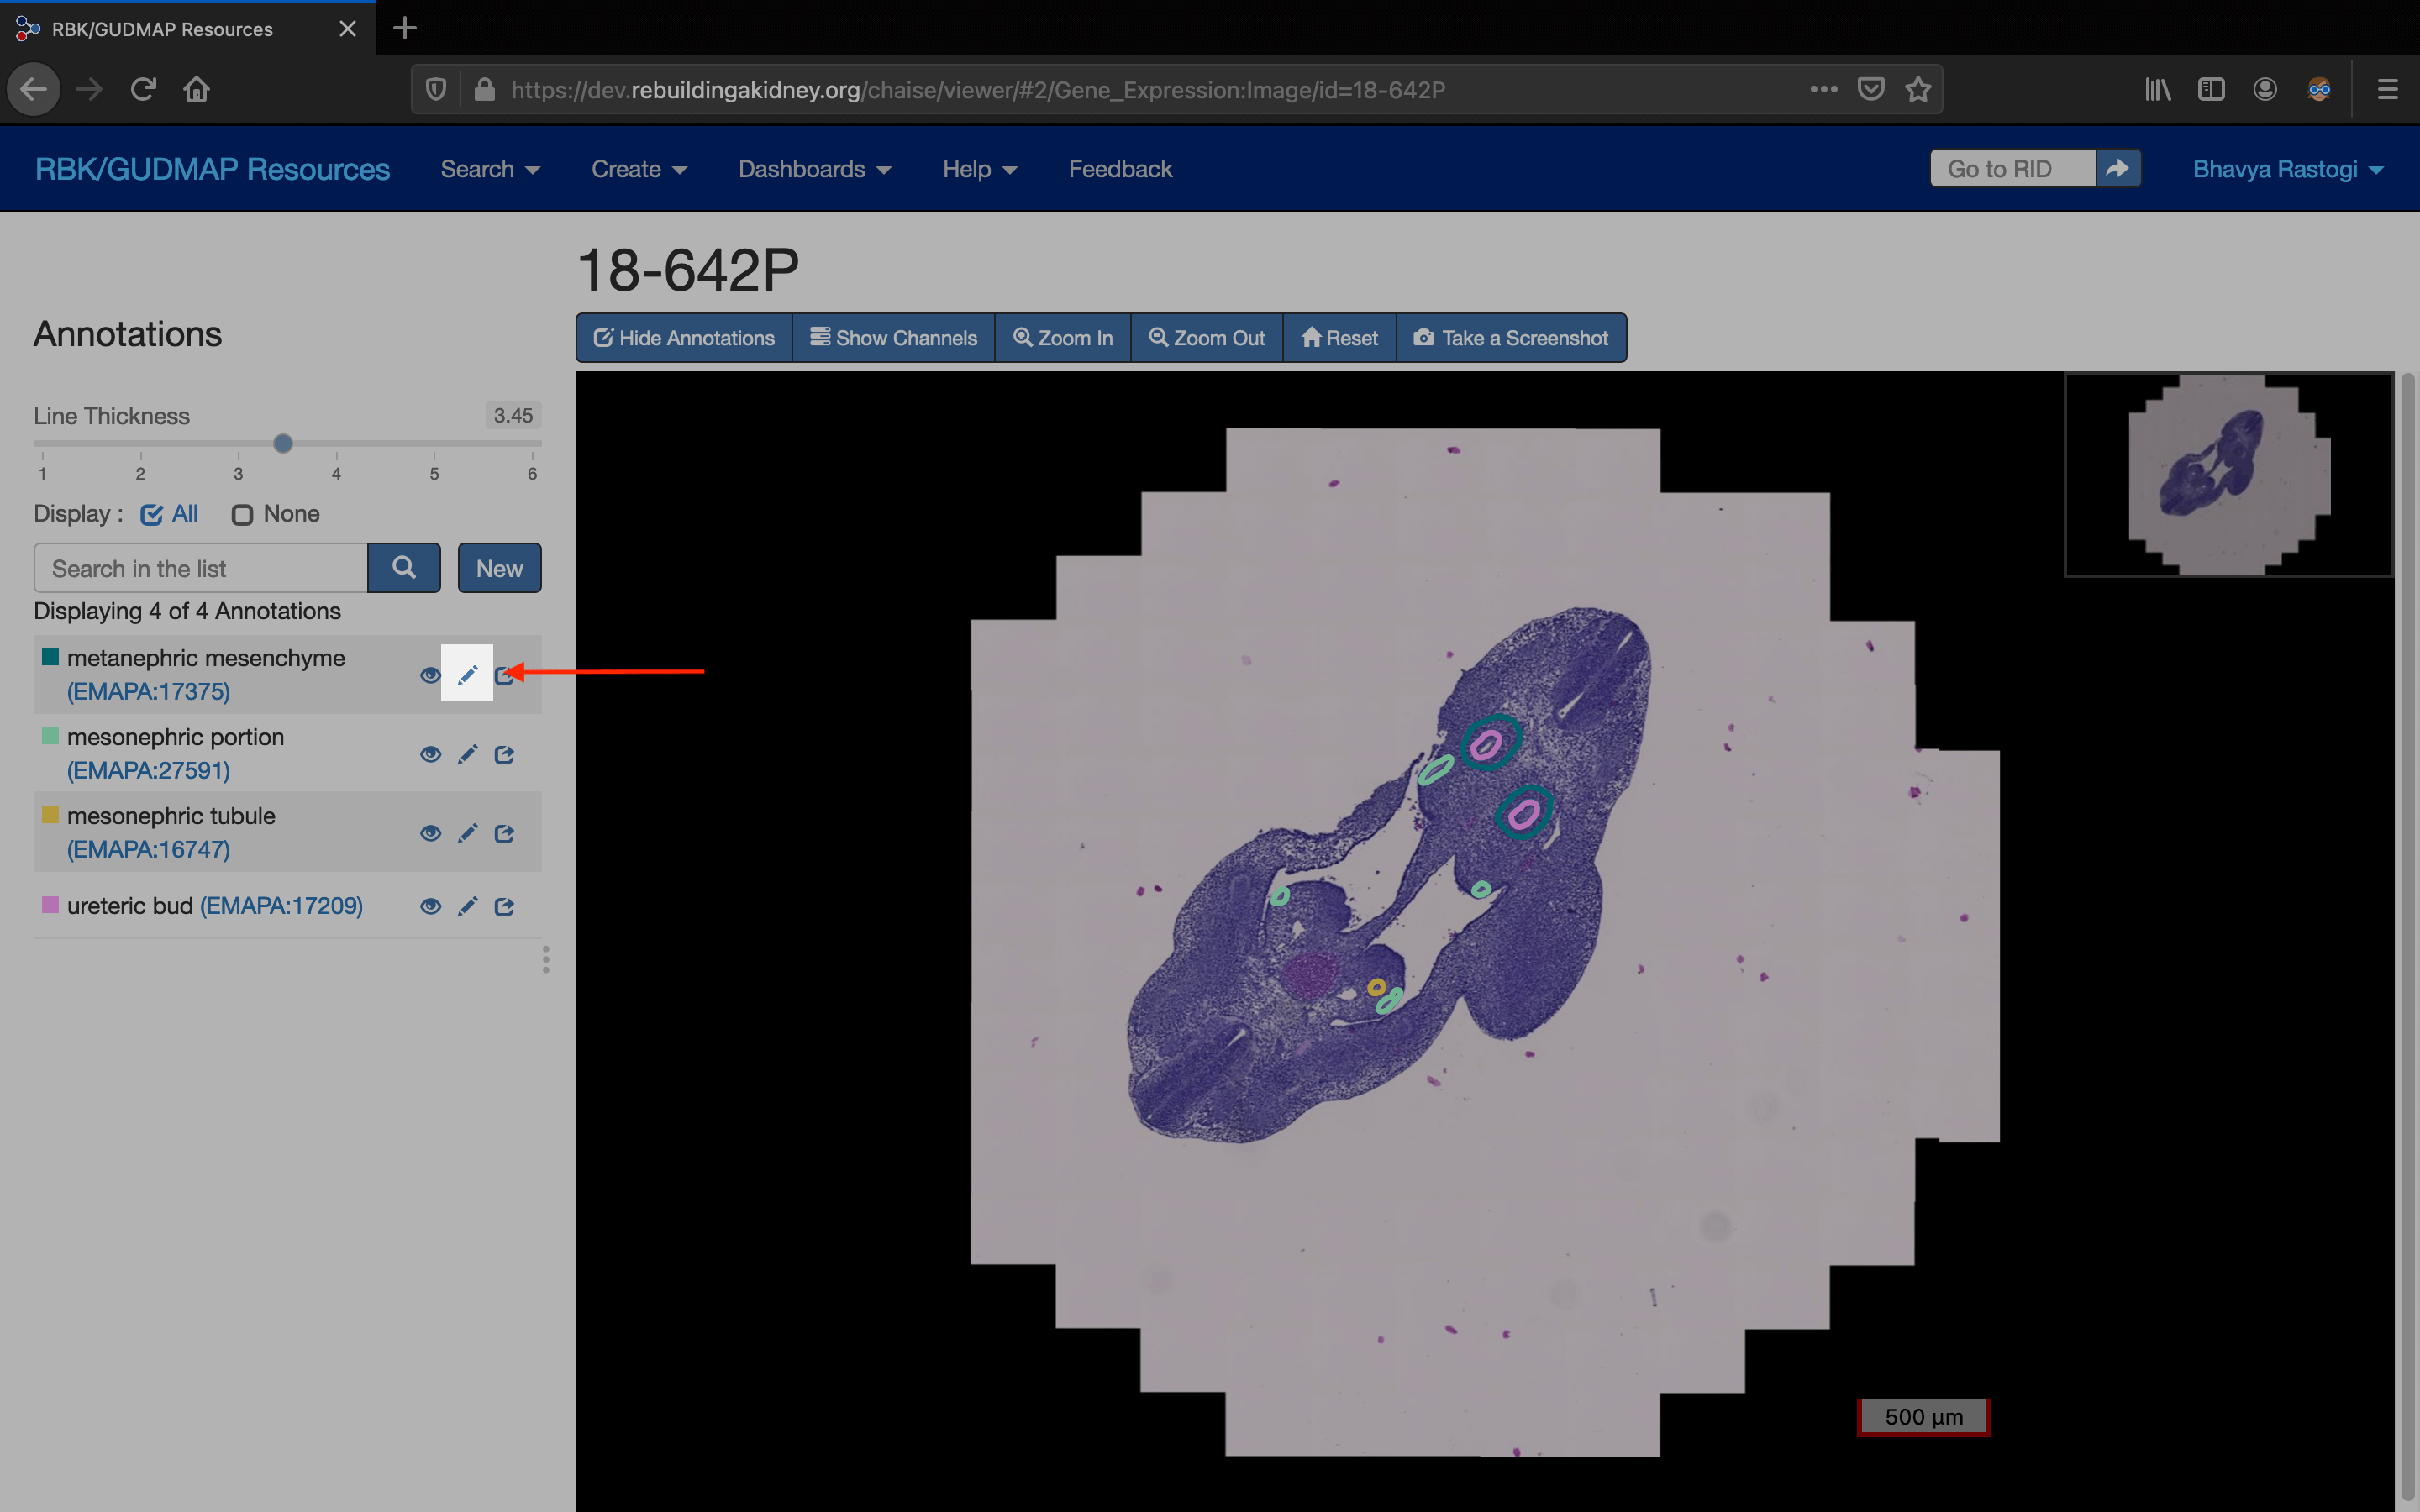 RBK/GUDMAP Resources
https://dev.rebuildingakidney.org/chaise/viewer/#2/Gene_Expression:Image/id=18-642P
RBK/GUDMAP Resources Search Create Dashboards Help Feedback Go to RID Bhavya Rastogi
18-642P
Annotations
Hide Annotations Show Channels Zoom In Zoom Out Reset Take a Screenshot
Line Thickness 3.45
1 2 3 4 5 6
Display : All None
Search in the list New
Displaying 4 of 4 Annotations
metanephric mesenchyme
(EMAPA:17375)
mesonephric portion
(EMAPA:27591)
mesonephric tubule
(EMAPA:16747)
ureteric bud (EMAPA:17209)
500 µm